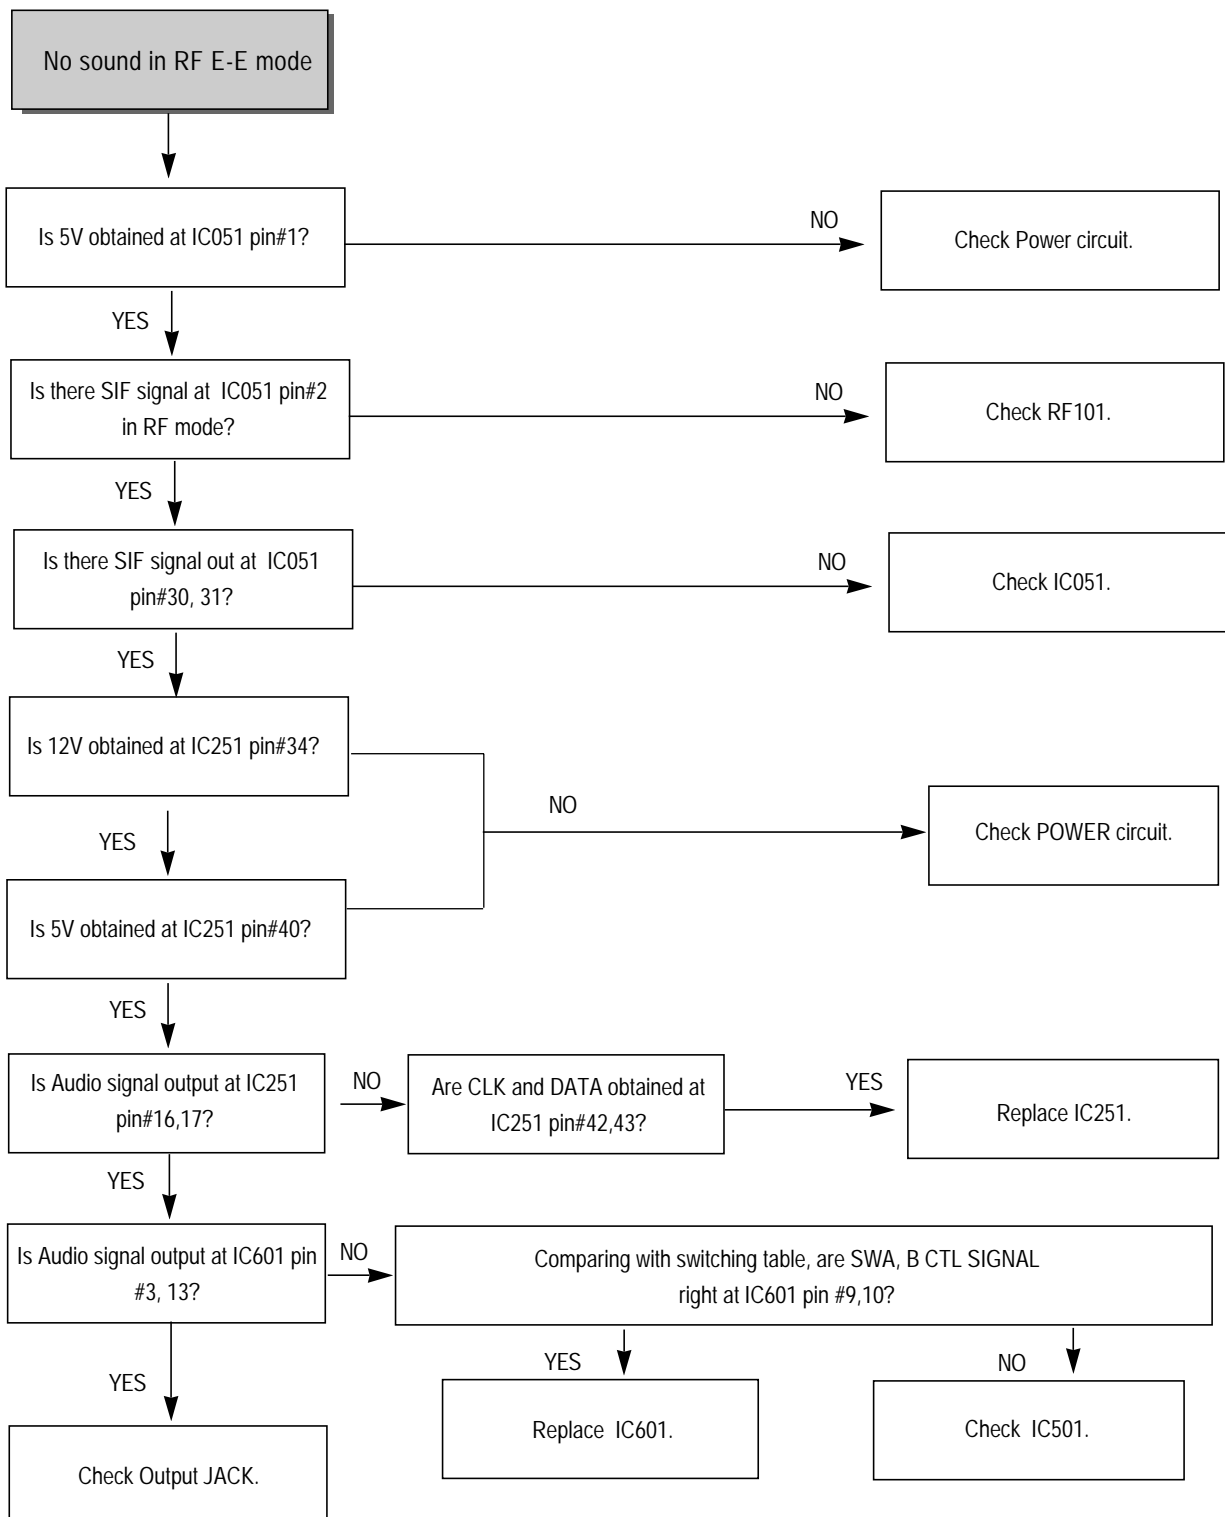 No sound in RF E-E mode
Is 5V obtained at IC051 pin#1?
NO
Check Power circuit.
YES
Is there SIF signal at IC051 pin#2
in RF mode?
NO
Check RF101.
YES
Is there SIF signal out at IC051
pin#30, 31?
NO
Check IC051.
YES
Is 12V obtained at IC251 pin#34?
NO
Check POWER circuit.
YES
Is 5V obtained at IC251 pin#40?
YES
Is Audio signal output at IC251
pin#16,17?
NO
Are CLK and DATA obtained at
IC251 pin#42,43?
YES
Replace IC251.
YES
Is Audio signal output at IC601 pin
#3, 13?
NO
Comparing with switching table, are SWA, B CTL SIGNAL
right at IC601 pin #9,10?
YES
Replace IC601.
NO
Check IC501.
YES
Check Output JACK.